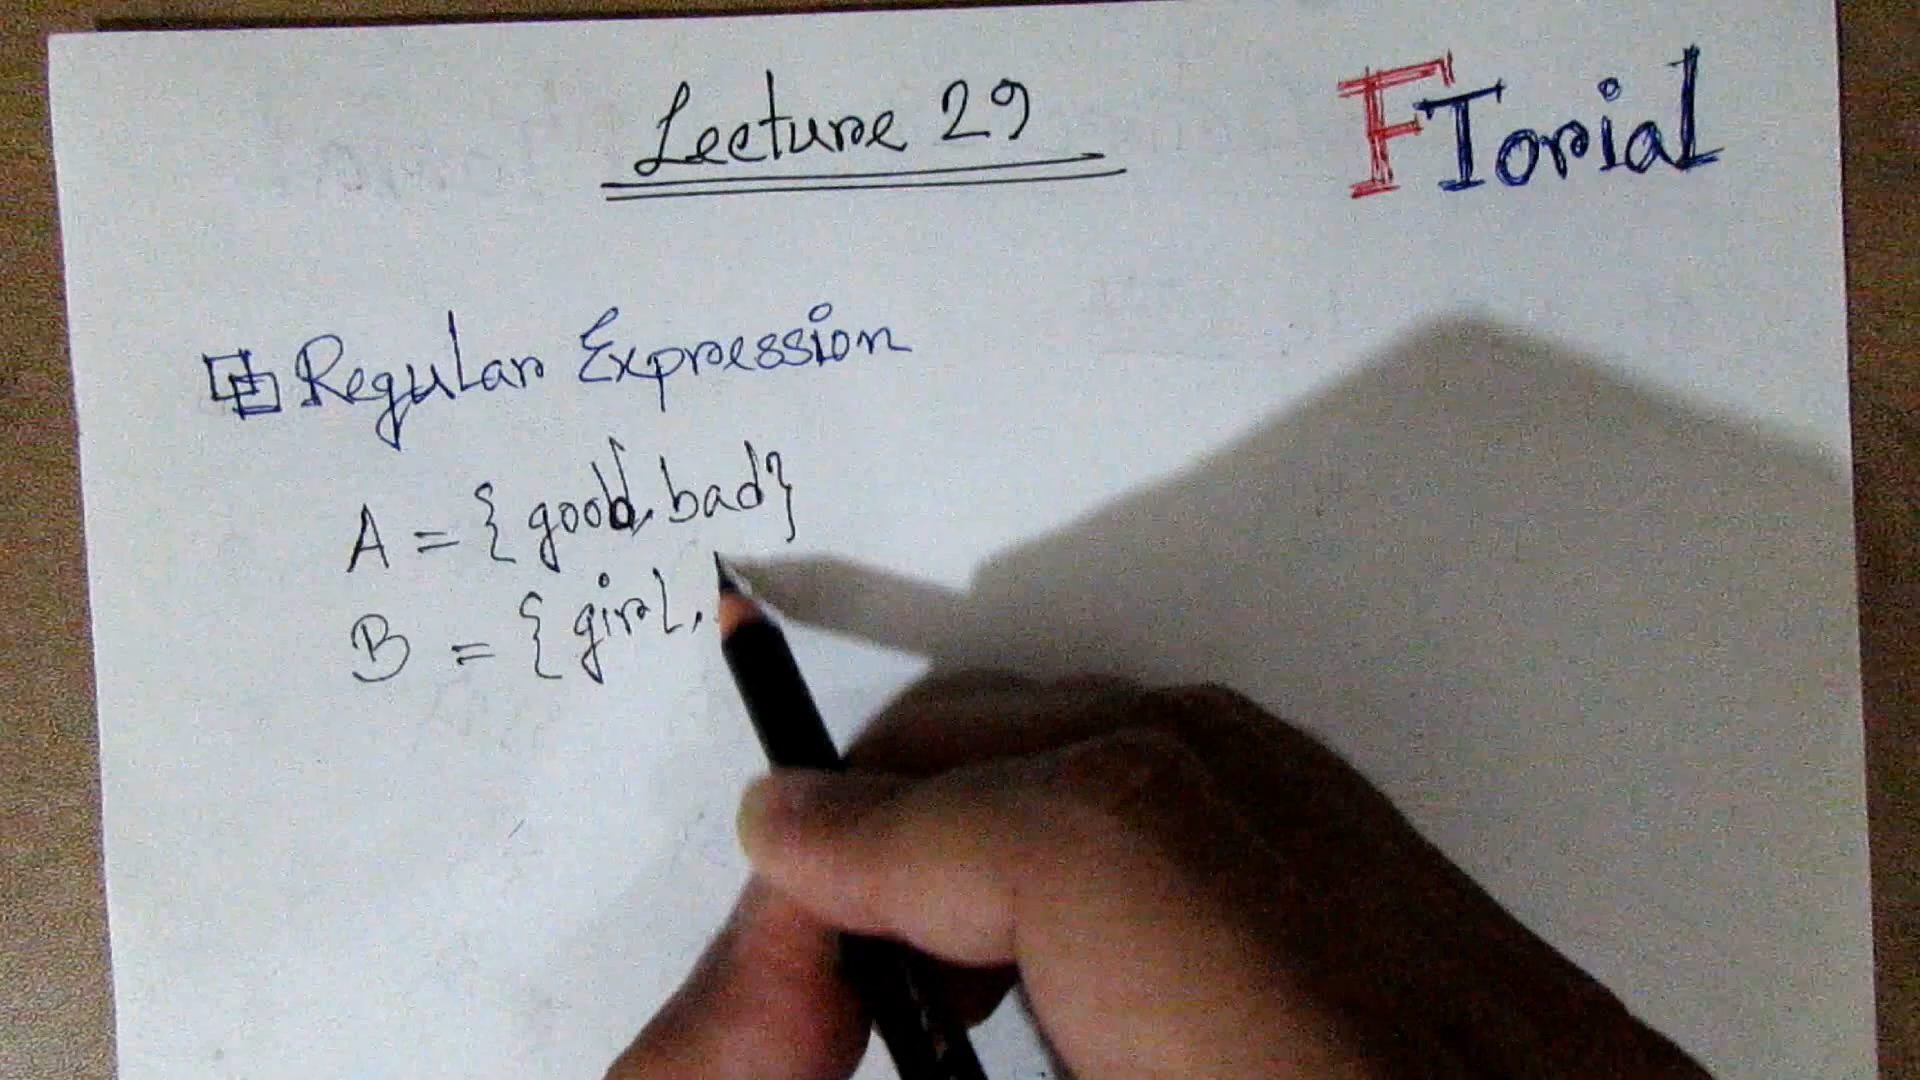 Lecture 29
FTorial
Regular Expression
A = {good, bad}
B = {girl,